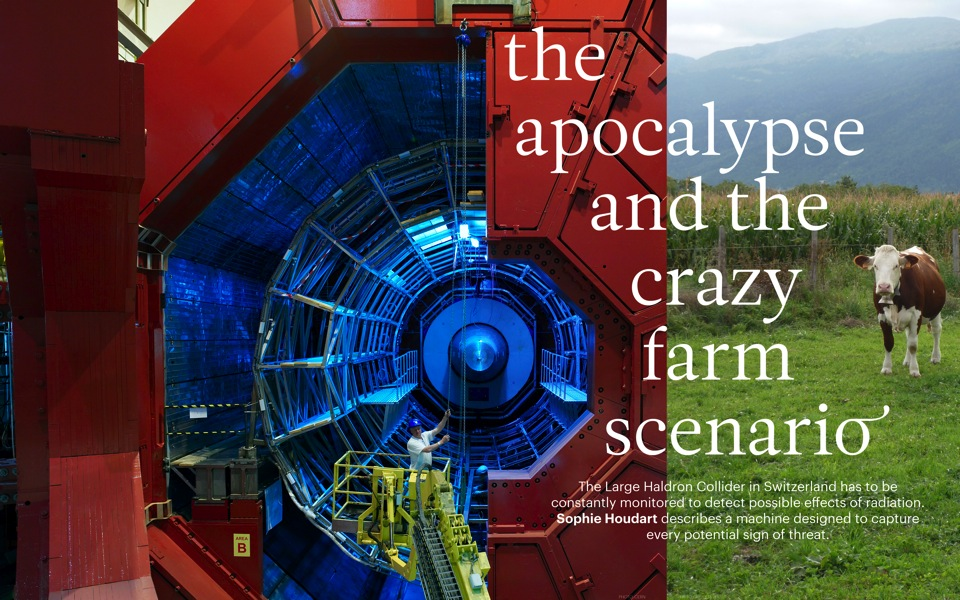 the
apocalypse
and the
crazy
farm
scenario
The Large Haldron Collider in Switzerland has to be
constantly monitored to detect possible effects of radiation.
Sophie Houdart describes a machine designed to capture
every potential sign of threat.
AREA
B